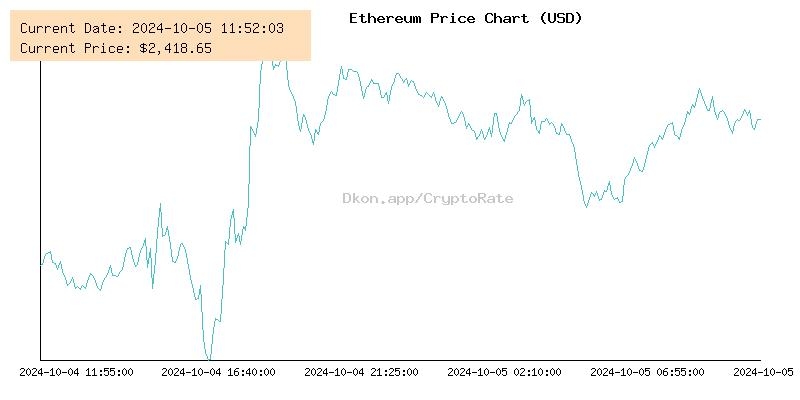 Ethereum Price Chart (USD)
Current Date: 2024-10-05 11:52:03
Current Price: $2,418.65
Dkon.app/CryptoRate
2024-10-04 11:55:00 2024-10-04 16:40:00 2024-10-04 21:25:00 2024-10-05 02:10:00 2024-10-05 06:55:00 2024-10-05